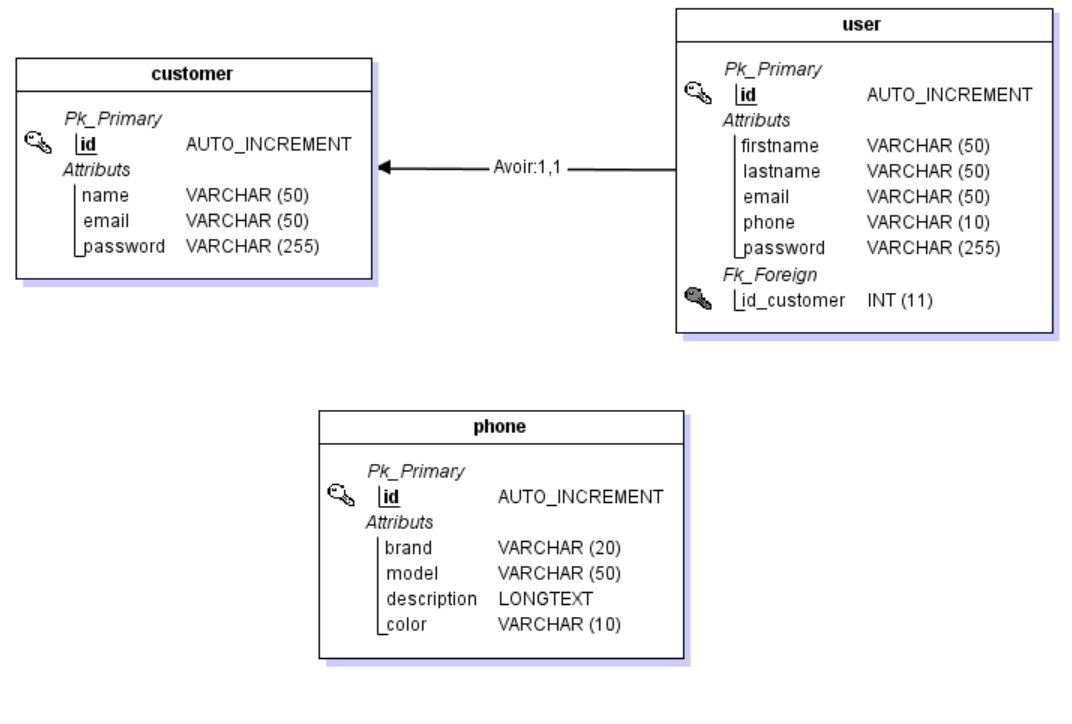 customer
Pk_Primary
id AUTO_INCREMENT
Attributs
name VARCHAR (50)
email VARCHAR (50)
password VARCHAR (255)
Avoir:1,1
user
Pk_Primary
id AUTO_INCREMENT
Attributs
firstname VARCHAR (50)
lastname VARCHAR (50)
email VARCHAR (50)
phone VARCHAR (10)
password VARCHAR (255)
Fk_Foreign
id_customer INT (11)
phone
Pk_Primary
id AUTO_INCREMENT
Attributs
brand VARCHAR (20)
model VARCHAR (50)
description LONGTEXT
color VARCHAR (10)